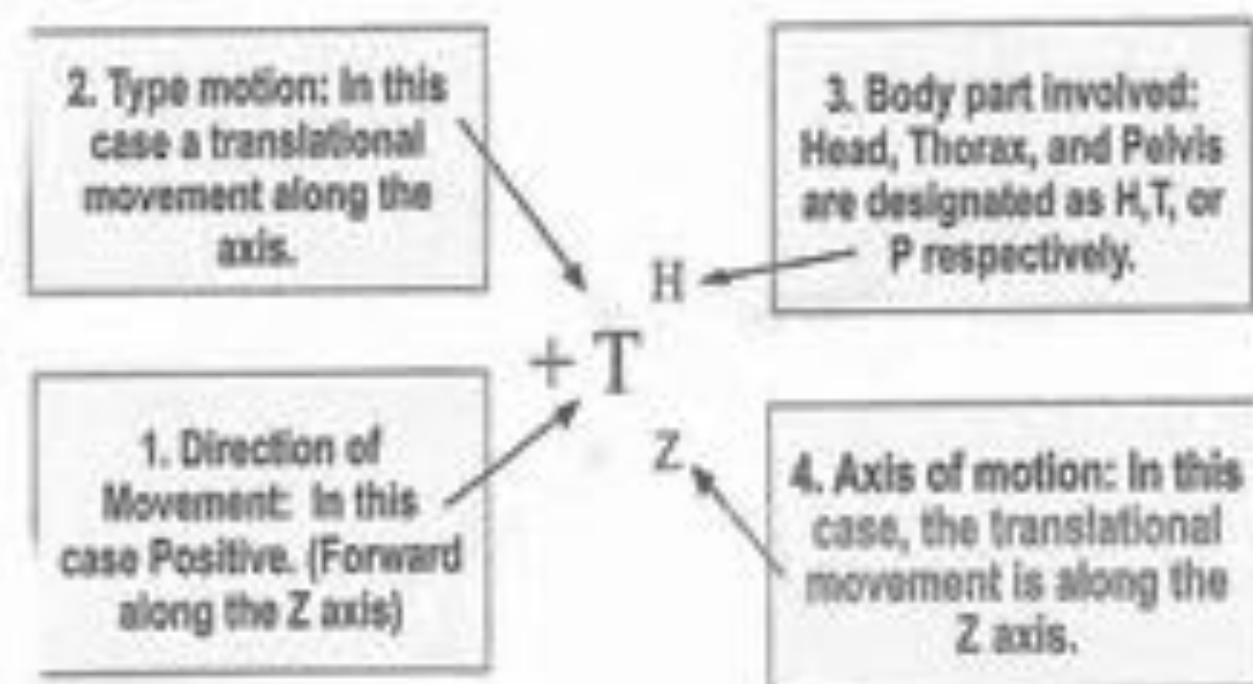 2. Type motion: In this
case a translational
movement along the
axis.
3. Body part involved:
Head, Thorax, and Pelvis
are designated as H,T, or
P respectively.
H
+ T
Z
1. Direction of
Movement: In this
case Positive. (Forward
along the Z axis)
4. Axis of motion: In this
case, the translational
movement is along the
Z axis.